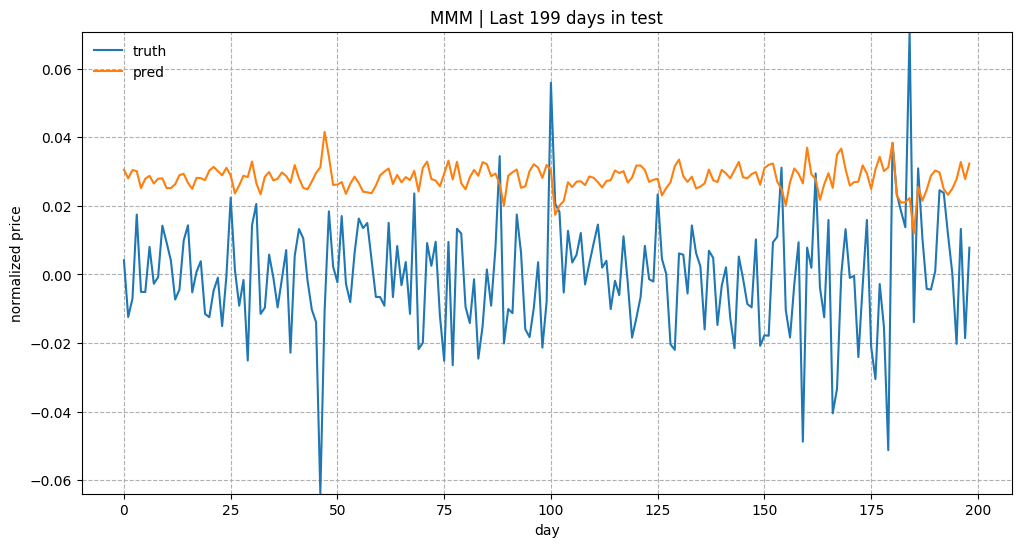 MMM | Last 199 days in test
truth
pred
0.06
0.04
0.02
0.00
−0.02
−0.04
−0.06
normalized price
0 25 50 75 100 125 150 175 200
day